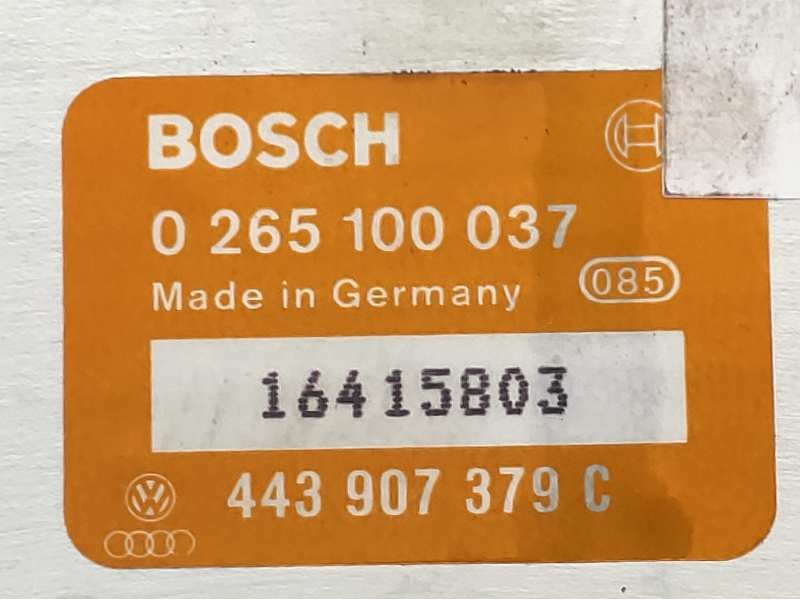 BOSCH
0 265 100 037
Made in Germany 085
16415803
443 907 379 C